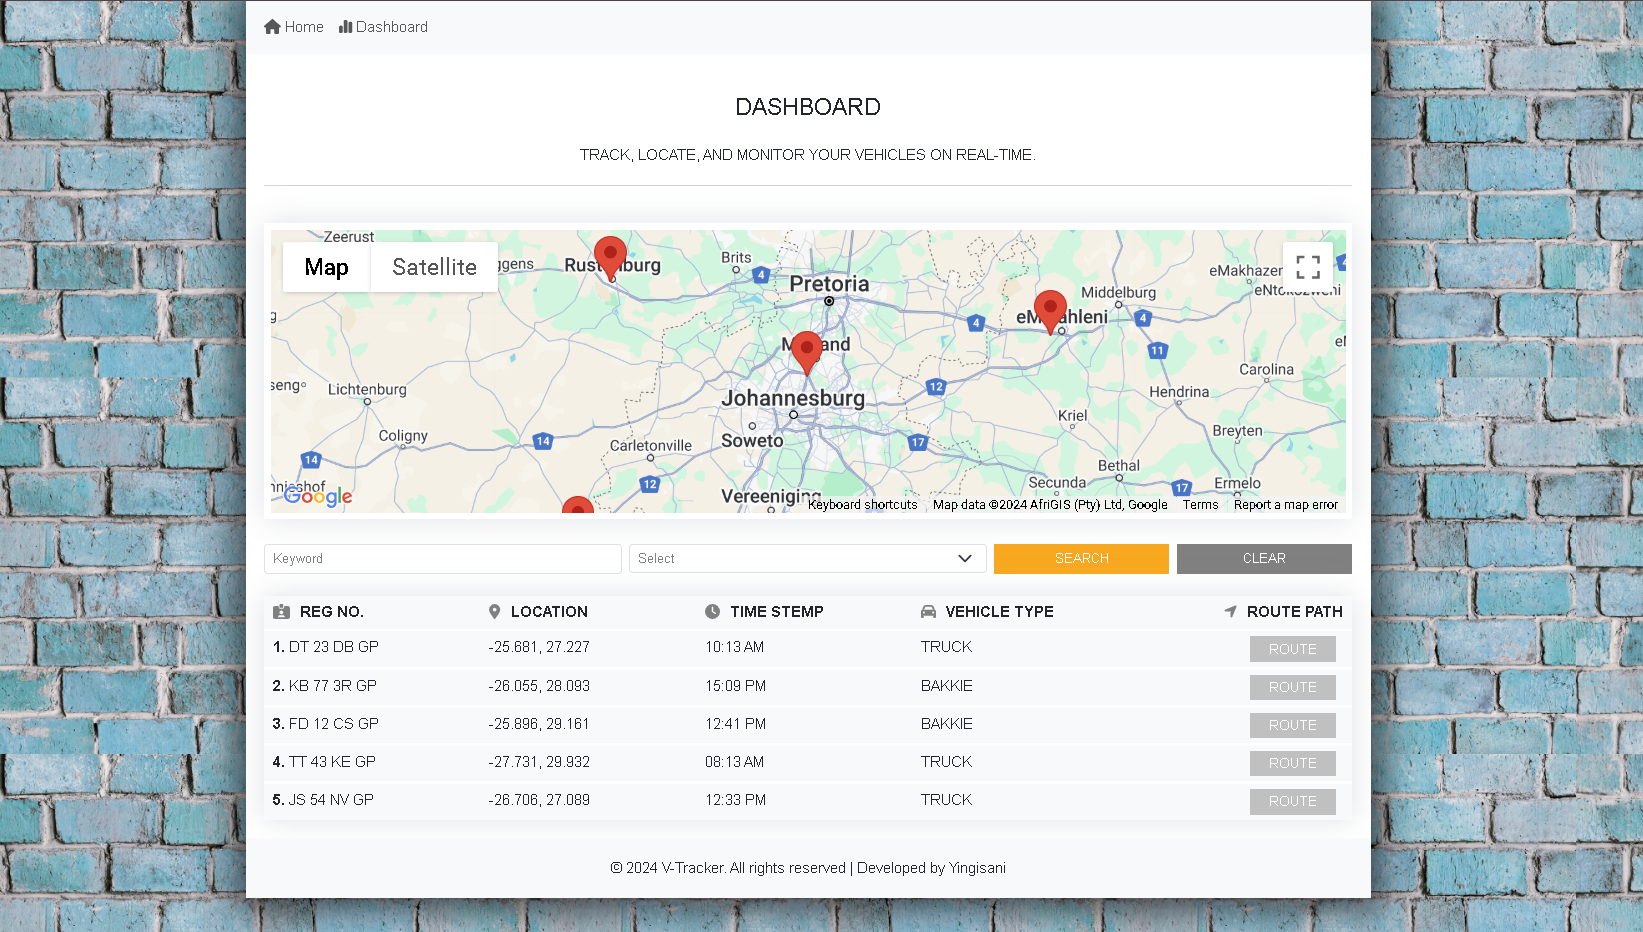 Home Dashboard
DASHBOARD
TRACK, LOCATE, AND MONITOR YOUR VEHICLES ON REAL-TIME.
Zeerust
Map Satellite
ggens
Brits
4
Pretoria
eMakhazer
eNtokozweni
Middelburg
4
4
11
Carolina
Lichtenburg
12
Hendrina
Johannesburg
Kriel
Coligny
14
Carletonville
Soweto
17
Breyten
14
Bethal
12
Secunda
17
Ermelo
Google
Vereeniging
Keyboard shortcuts Map data ©2024 AfriGIS (Pty) Ltd, Google Terms Report a map error
Keyword Select SEARCH CLEAR
REG NO. LOCATION TIME STEMP VEHICLE TYPE ROUTE PATH
1. DT 23 DB GP -25.681, 27.227 10:13 AM TRUCK ROUTE
2. KB 77 3R GP -26.055, 28.093 15:09 PM BAKKIE ROUTE
3. FD 12 CS GP -25.896, 29.161 12:41 PM BAKKIE ROUTE
4. TT 43 KE GP -27.731, 29.932 08:13 AM TRUCK ROUTE
5. JS 54 NV GP -26.706, 27.089 12:33 PM TRUCK ROUTE
© 2024 V-Tracker. All rights reserved | Developed by Yingisani